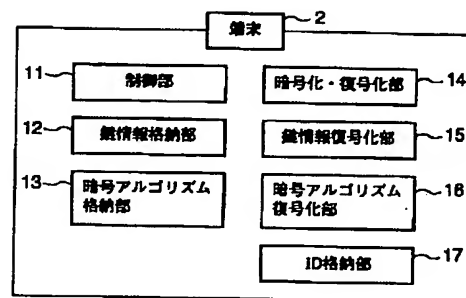 端末
2
11
制御部
暗号化・復号化部
14
12
鍵情報格納部
鍵情報復号化部
15
13
暗号アルゴリズム
格納部
暗号アルゴリズム
復号化部
16
ID格納部
17